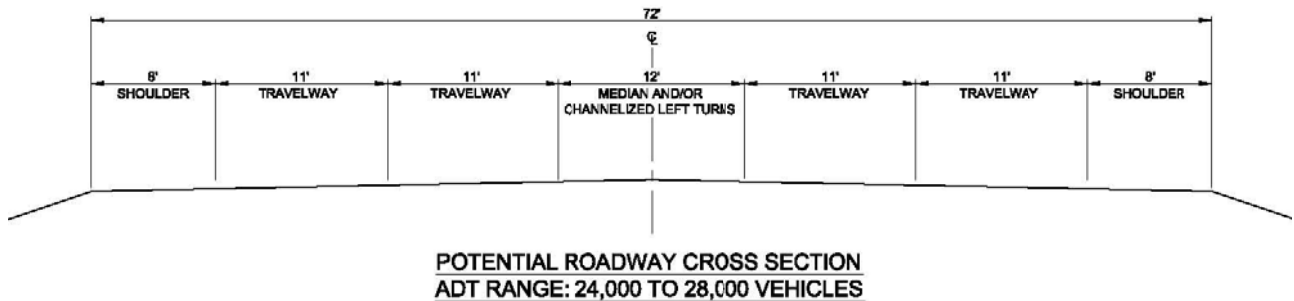 72'
℄
8' 11' 11' 12' 11' 11' 8'
SHOULDER TRAVELWAY TRAVELWAY MEDIAN AND/OR TRAVELWAY TRAVELWAY SHOULDER
CHANNELIZED LEFT TURNS
POTENTIAL ROADWAY CROSS SECTION
ADT RANGE: 24,000 TO 28,000 VEHICLES